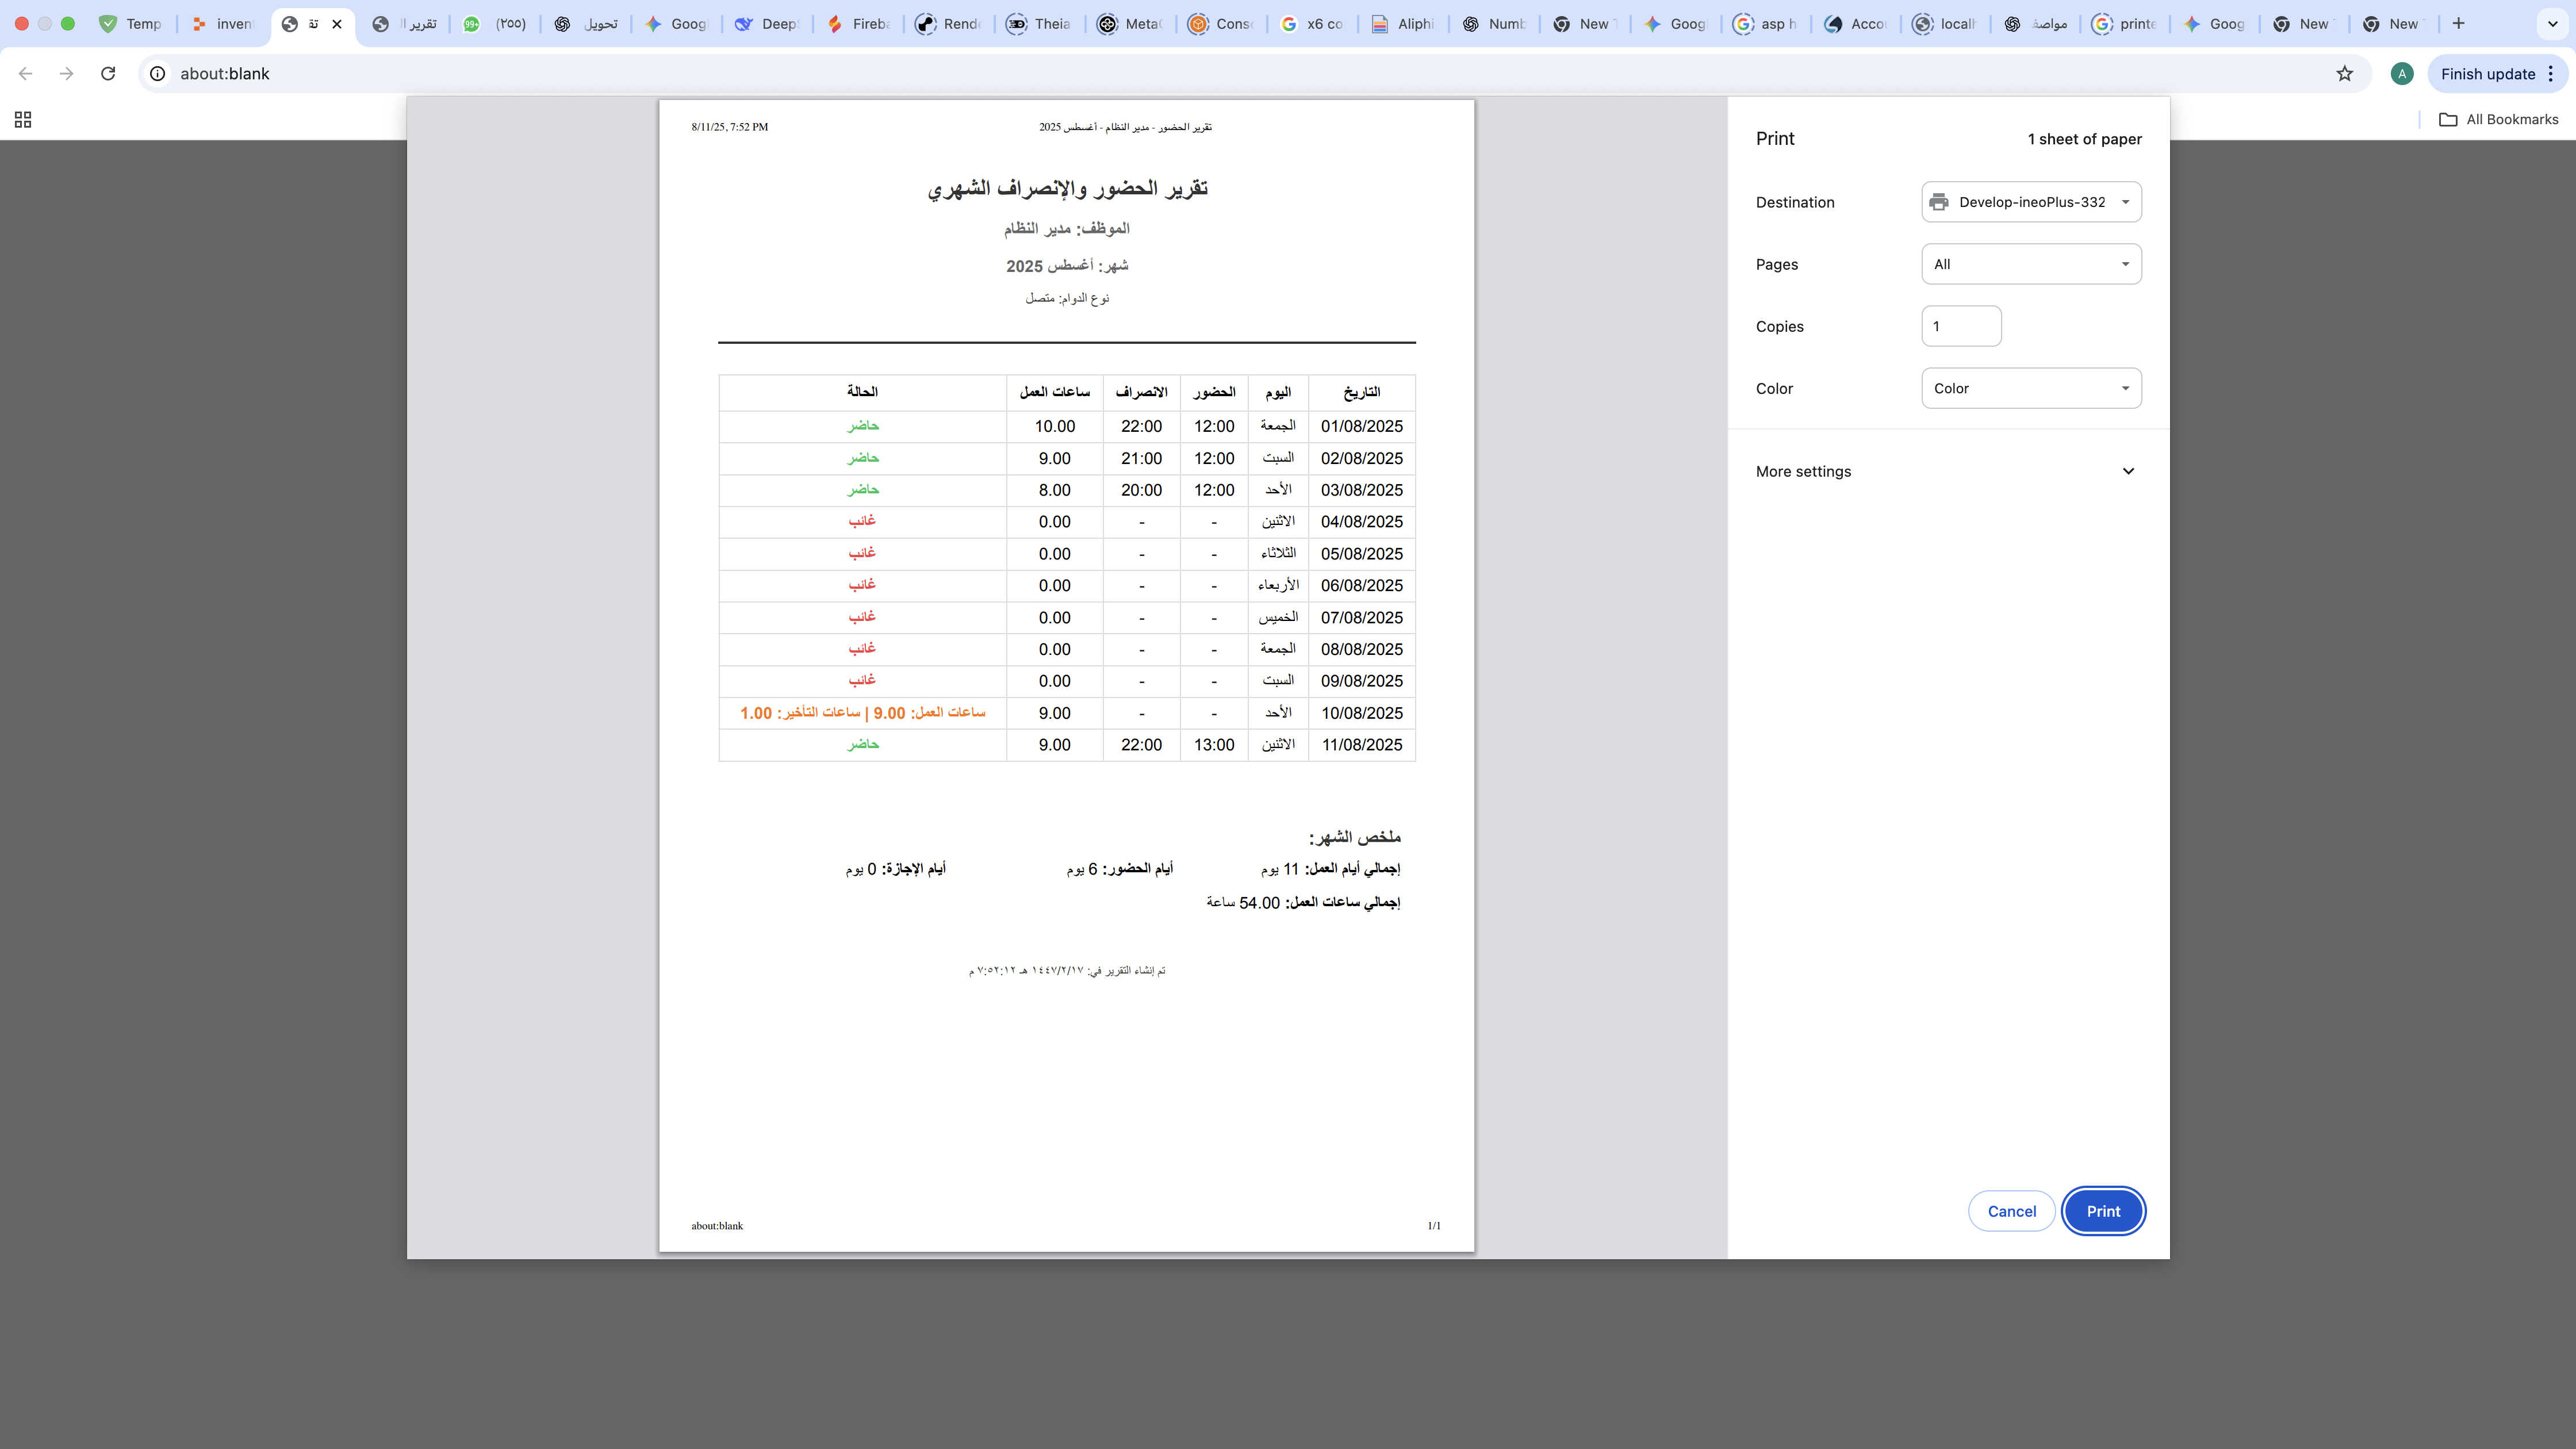 Temp
inven
تق
تقرير ا
99+ (٣٥٥)
تحويل
Goog
Deep
Fireba
Rend
Theia
Meta
Conso
x6 co
Aliphi
Numb
New T
Goog
asp h
Acco
localh
مواصف
printe
Goog
New
New
about:blank
A
Finish update
All Bookmarks
8/11/25, 7:52 PM
تقرير الحضور - مدير النظام - أغسطس 2025
تقرير الحضور والإنصراف الشهري
الموظف: مدير النظام
شهر: أغسطس 2025
نوع الدوام: متصل
التاريخ اليوم الحضور الانصراف ساعات العمل الحالة
01/08/2025 الجمعة 12:00 22:00 10.00 حاضر
02/08/2025 السبت 12:00 21:00 9.00 حاضر
03/08/2025 الأحد 12:00 20:00 8.00 حاضر
04/08/2025 الاثنين - - 0.00 غائب
05/08/2025 الثلاثاء - - 0.00 غائب
06/08/2025 الأربعاء - - 0.00 غائب
07/08/2025 الخميس - - 0.00 غائب
08/08/2025 الجمعة - - 0.00 غائب
09/08/2025 السبت - - 0.00 غائب
10/08/2025 الأحد - - 9.00 ساعات العمل: 9.00 | ساعات التأخير: 1.00
11/08/2025 الاثنين 13:00 22:00 9.00 حاضر
ملخص الشهر:
إجمالي أيام العمل: 11 يوم أيام الحضور: 6 يوم أيام الإجازة: 0 يوم
إجمالي ساعات العمل: 54.00 ساعة
تم إنشاء التقرير في: ١٤٤٧/٢/١٧ هـ ٧:٥٢:١٢ م
about:blank
1/1
Print
1 sheet of paper
Destination
Develop-ineoPlus-332
Pages
All
Copies
1
Color
Color
More settings
Cancel
Print